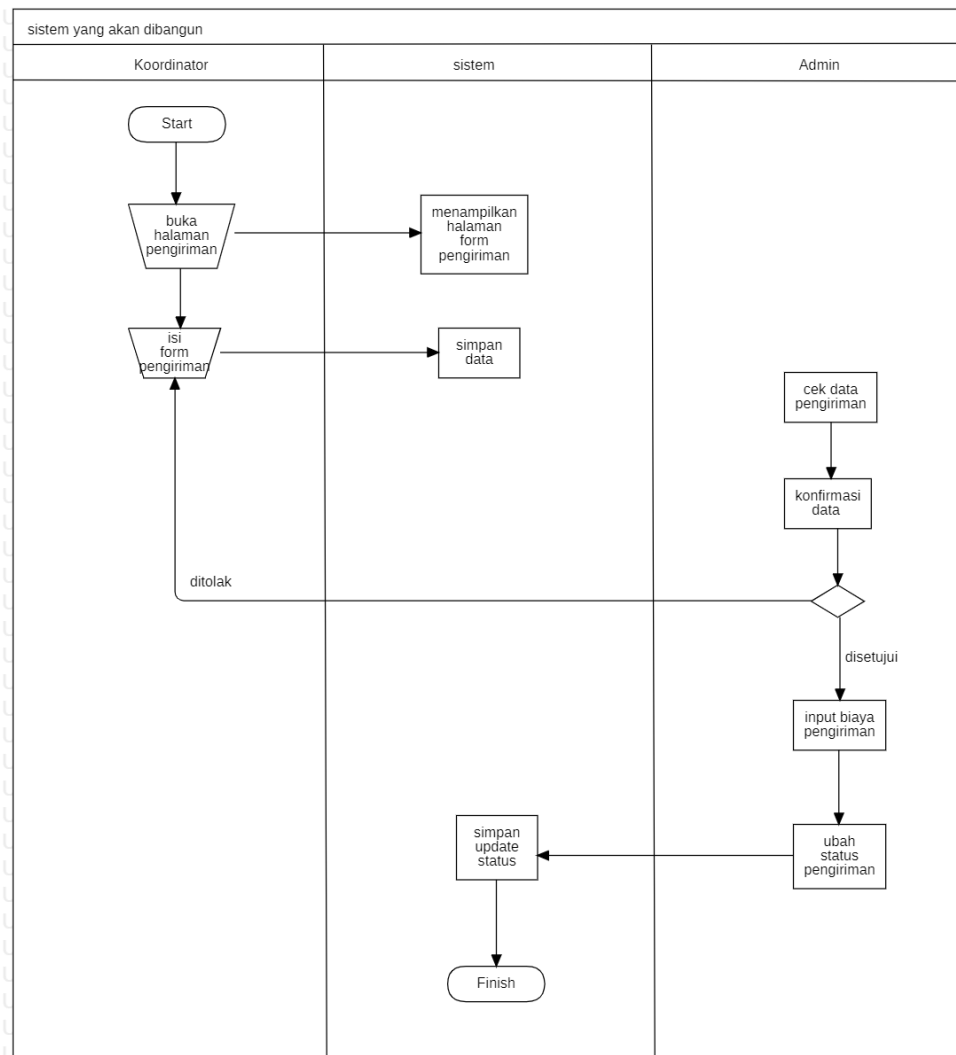 sistem yang akan dibangun
Koordinator
sistem
Admin
Start
buka
halaman
pengiriman
menampilkan
halaman
form
pengiriman
isi
form
pengiriman
simpan
data
cek data
pengiriman
konfirmasi
data
ditolak
disetujui
input biaya
pengiriman
simpan
update
status
ubah
status
pengiriman
Finish